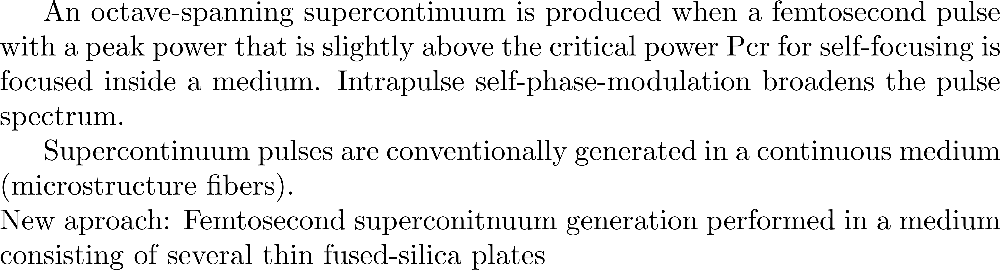 An octave-spanning supercontinuum is produced when a femtosecond pulse
with a peak power that is slightly above the critical power Pcr for self-focusing is
focused inside a medium. Intrapulse self-phase-modulation broadens the pulse
spectrum.
Supercontinuum pulses are conventionally generated in a continuous medium
(microstructure fibers).
New aproach: Femtosecond superconitnuum generation performed in a medium
consisting of several thin fused-silica plates